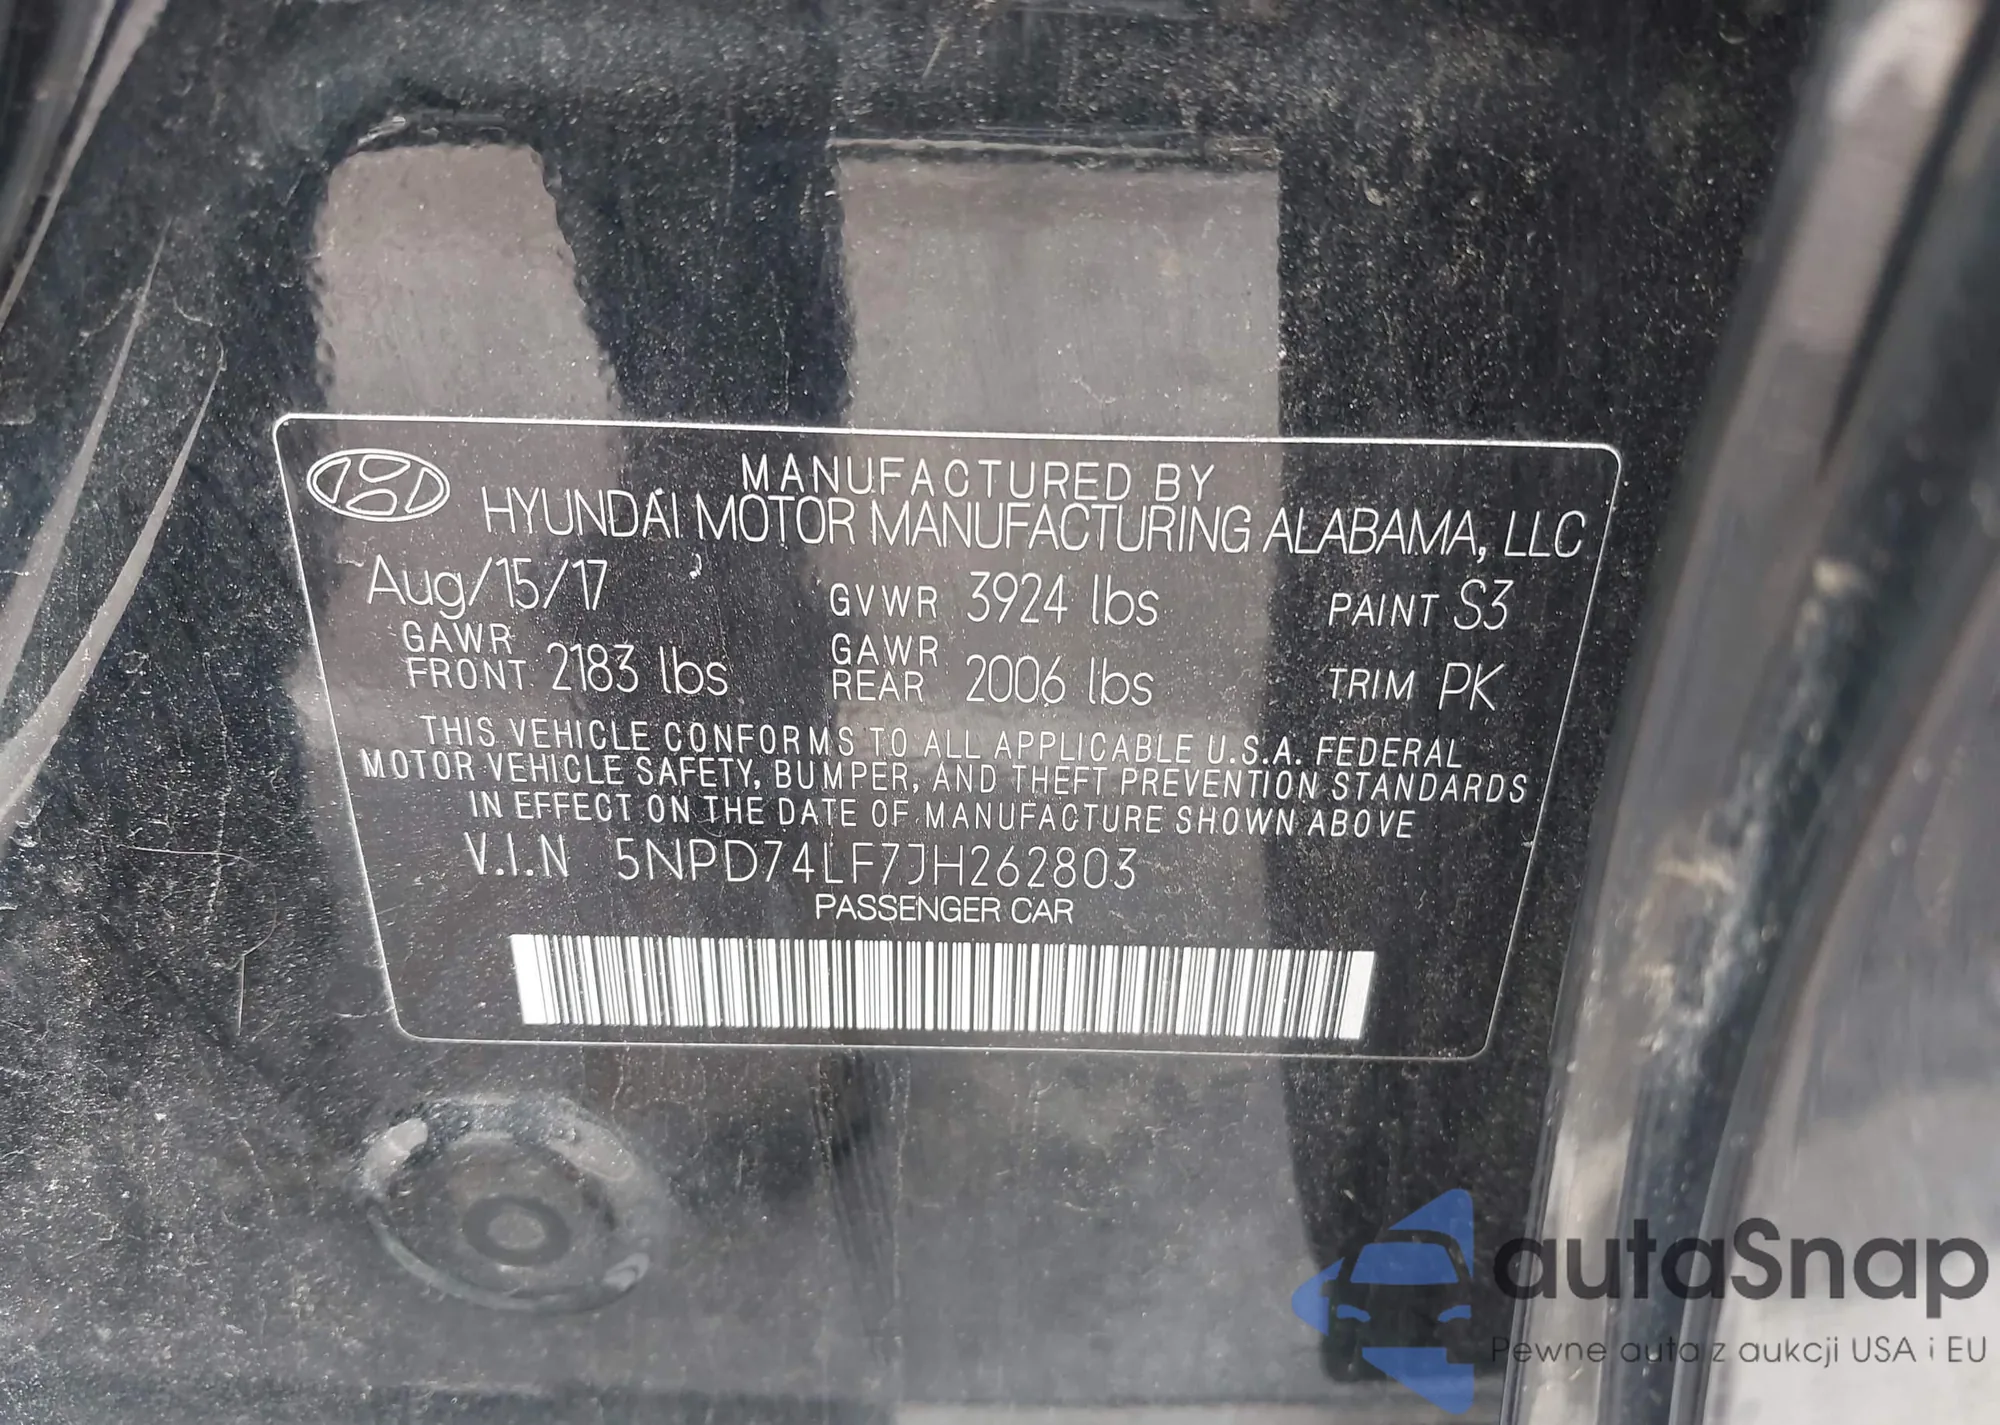 MANUFACTURED BY
HYUNDAI MOTOR MANUFACTURING ALABAMA, LLC
Aug/15/17 GVWR 3924 lbs PAINT S3
GAWR FRONT 2183 lbs GAWR REAR 2006 lbs TRIM PK
THIS VEHICLE CONFORMS TO ALL APPLICABLE U.S.A. FEDERAL
MOTOR VEHICLE SAFETY, BUMPER, AND THEFT PREVENTION STANDARDS
IN EFFECT ON THE DATE OF MANUFACTURE SHOWN ABOVE
V.I.N 5NPD74LF7JH262803
PASSENGER CAR
autaSnap
Pewne auta z aukcji USA i EU